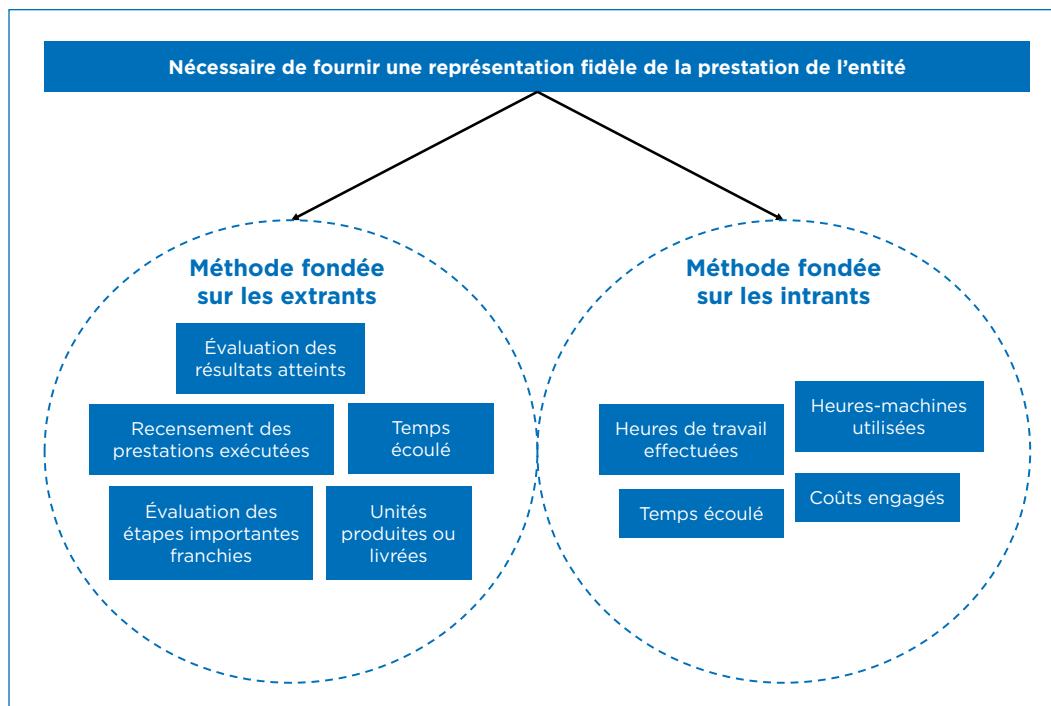 Nécessaire de fournir une représentation fidèle de la prestation de l'entité
Méthode fondée
sur les extrants
Évaluation des
résultats atteints
Recensement des
prestations exécutées
Temps
écoulé
Évaluation des
étapes importantes
franchies
Unités
produites ou
livrées
Méthode fondée
sur les intrants
Heures de travail
effectuées
Heures-machines
utilisées
Temps écoulé
Coûts engagés